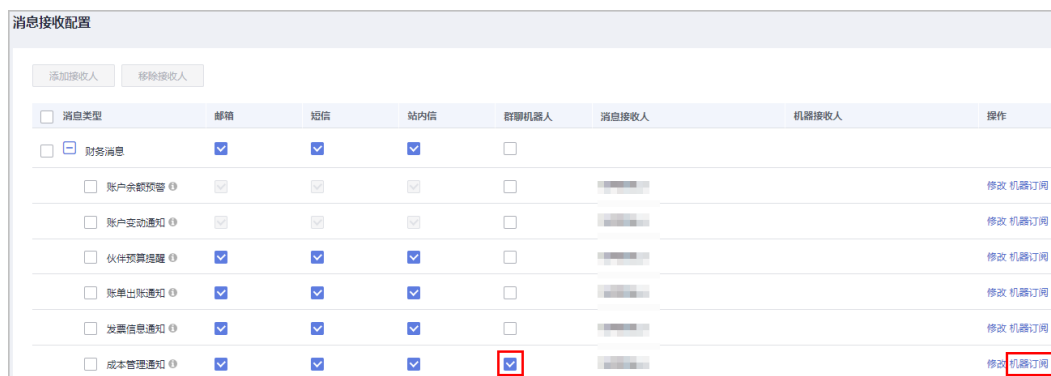 消息接收配置
添加接收人 移除接收人
消息类型 邮箱 短信 站内信 群聊机器人 消息接收人 机器接收人 操作
财务消息
账户余额预警 修改 机器订阅
账户变动通知 修改 机器订阅
伙伴预算提醒 修改 机器订阅
账单出账通知 修改 机器订阅
发票信息通知 修改 机器订阅
成本管理通知 修改 机器订阅